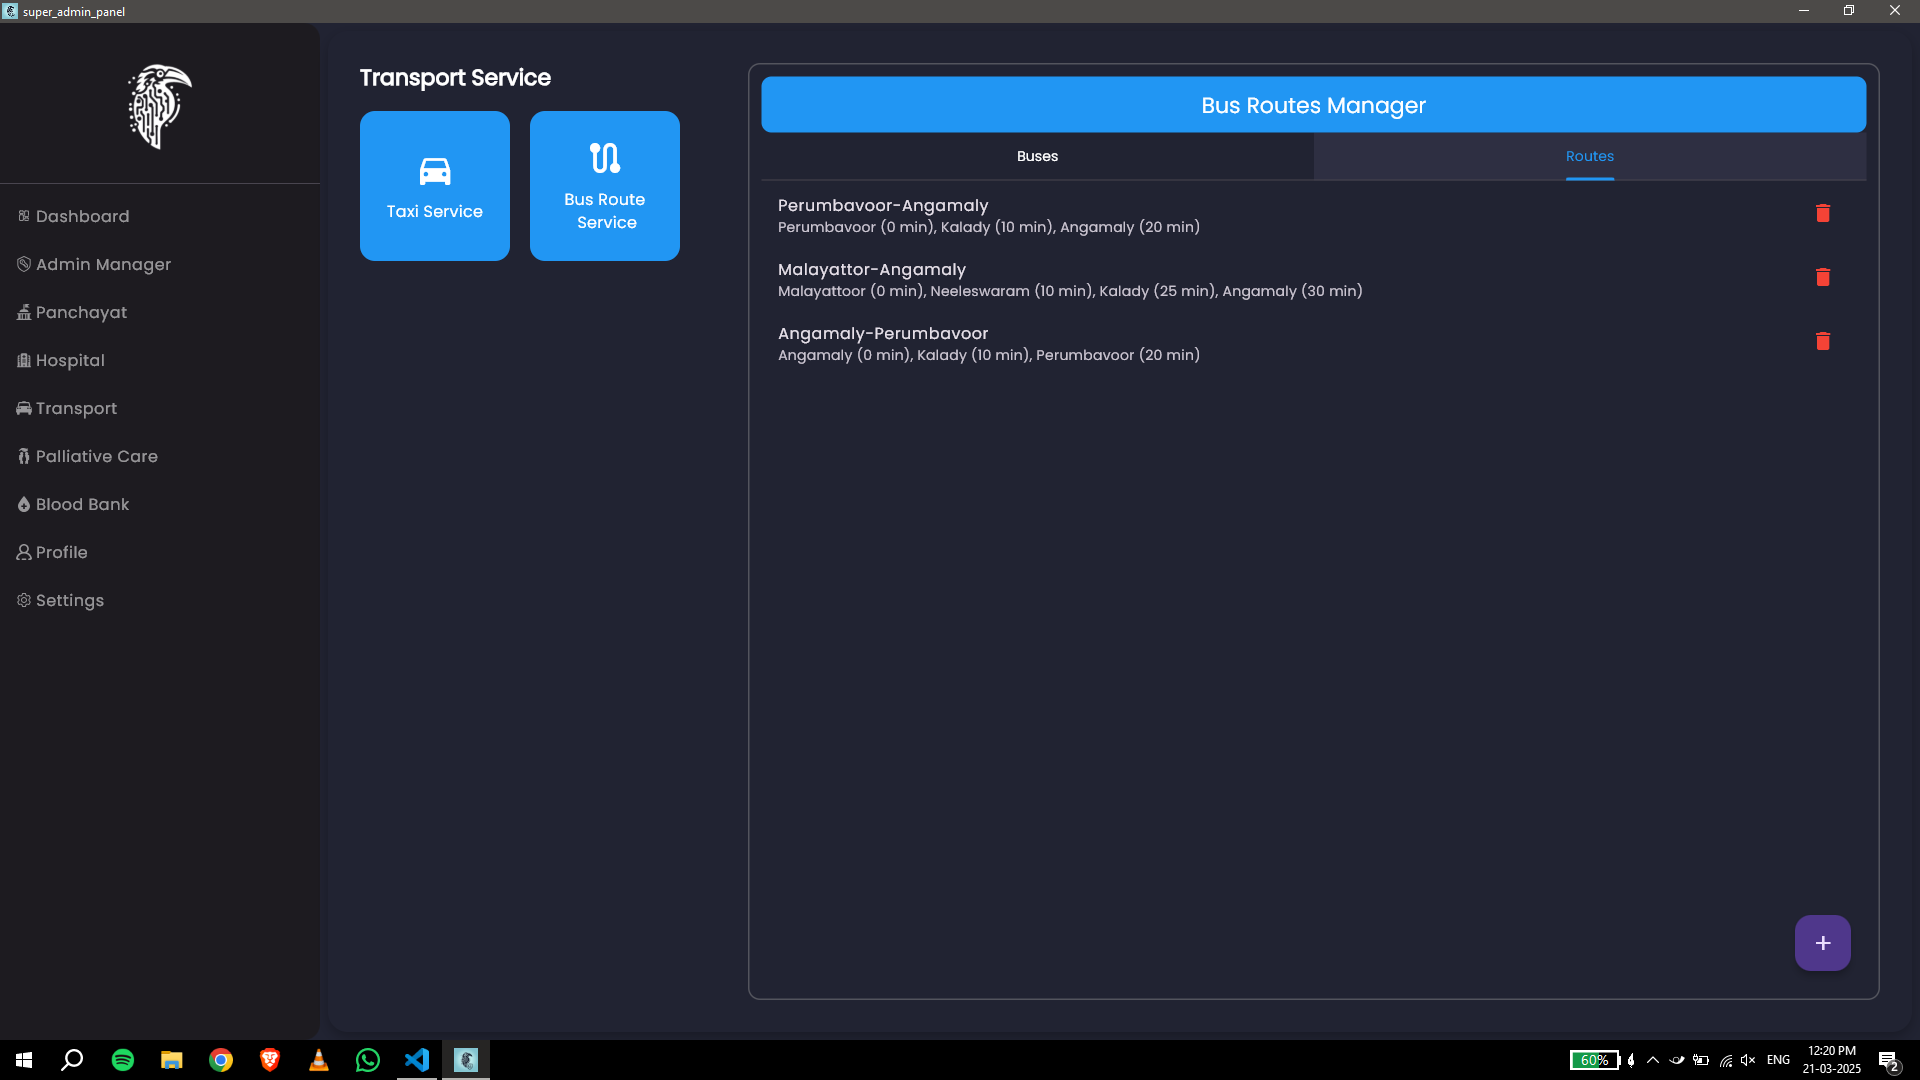 super_admin_panel
Dashboard
Admin Manager
Panchayat
Hospital
Transport
Palliative Care
Blood Bank
Profile
Settings
Transport Service
Taxi Service
Bus Route
Service
Bus Routes Manager
Buses
Routes
Perumbavoor-Angamaly
Perumbavoor (0 min), Kalady (10 min), Angamaly (20 min)
Malayattor-Angamaly
Malayattoor (0 min), Neeleswaram (10 min), Kalady (25 min), Angamaly (30 min)
Angamaly-Perumbavoor
Angamaly (0 min), Kalady (10 min), Perumbavoor (20 min)
+
60%
ENG
12:20 PM
21-03-2025
2